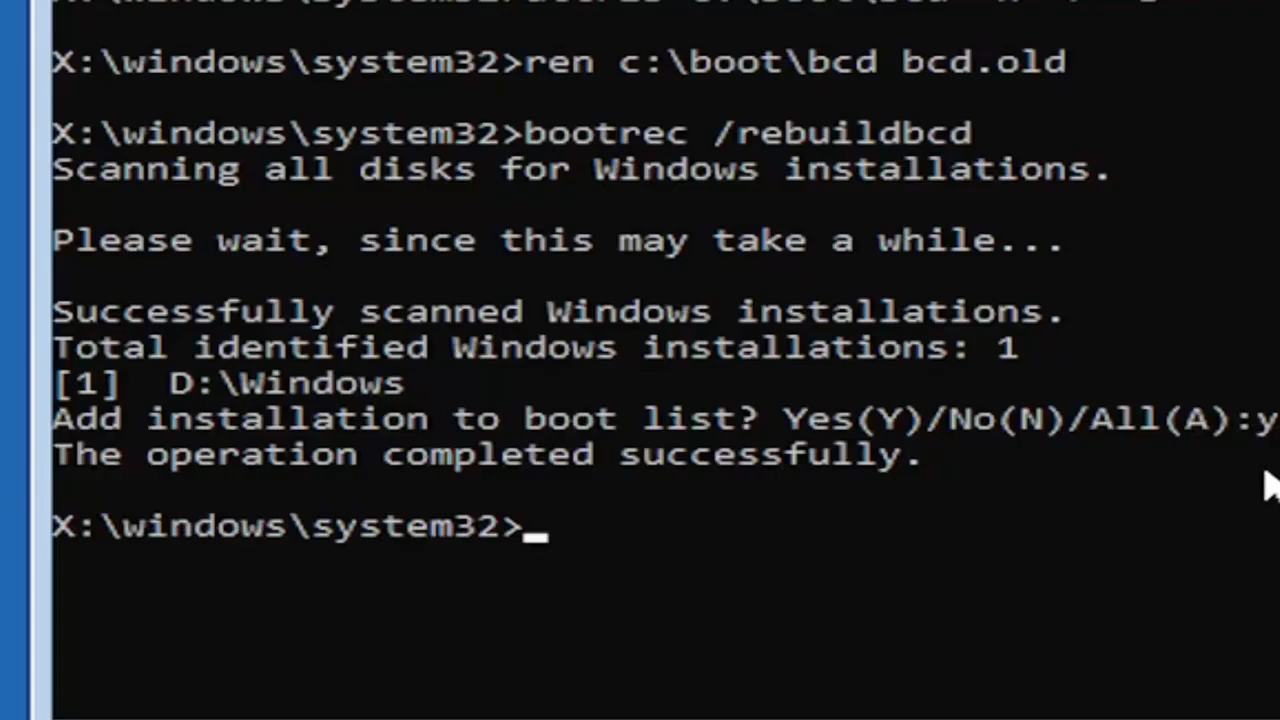 X:\windows\system32>ren c:\boot\bcd bcd.old
X:\windows\system32>bootrec /rebuildbcd
Scanning all disks for Windows installations.
Please wait, since this may take a while...
Successfully scanned Windows installations.
Total identified Windows installations: 1
[1]  D:\Windows
Add installation to boot list? Yes(Y)/No(N)/All(A):y
The operation completed successfully.
X:\windows\system32>